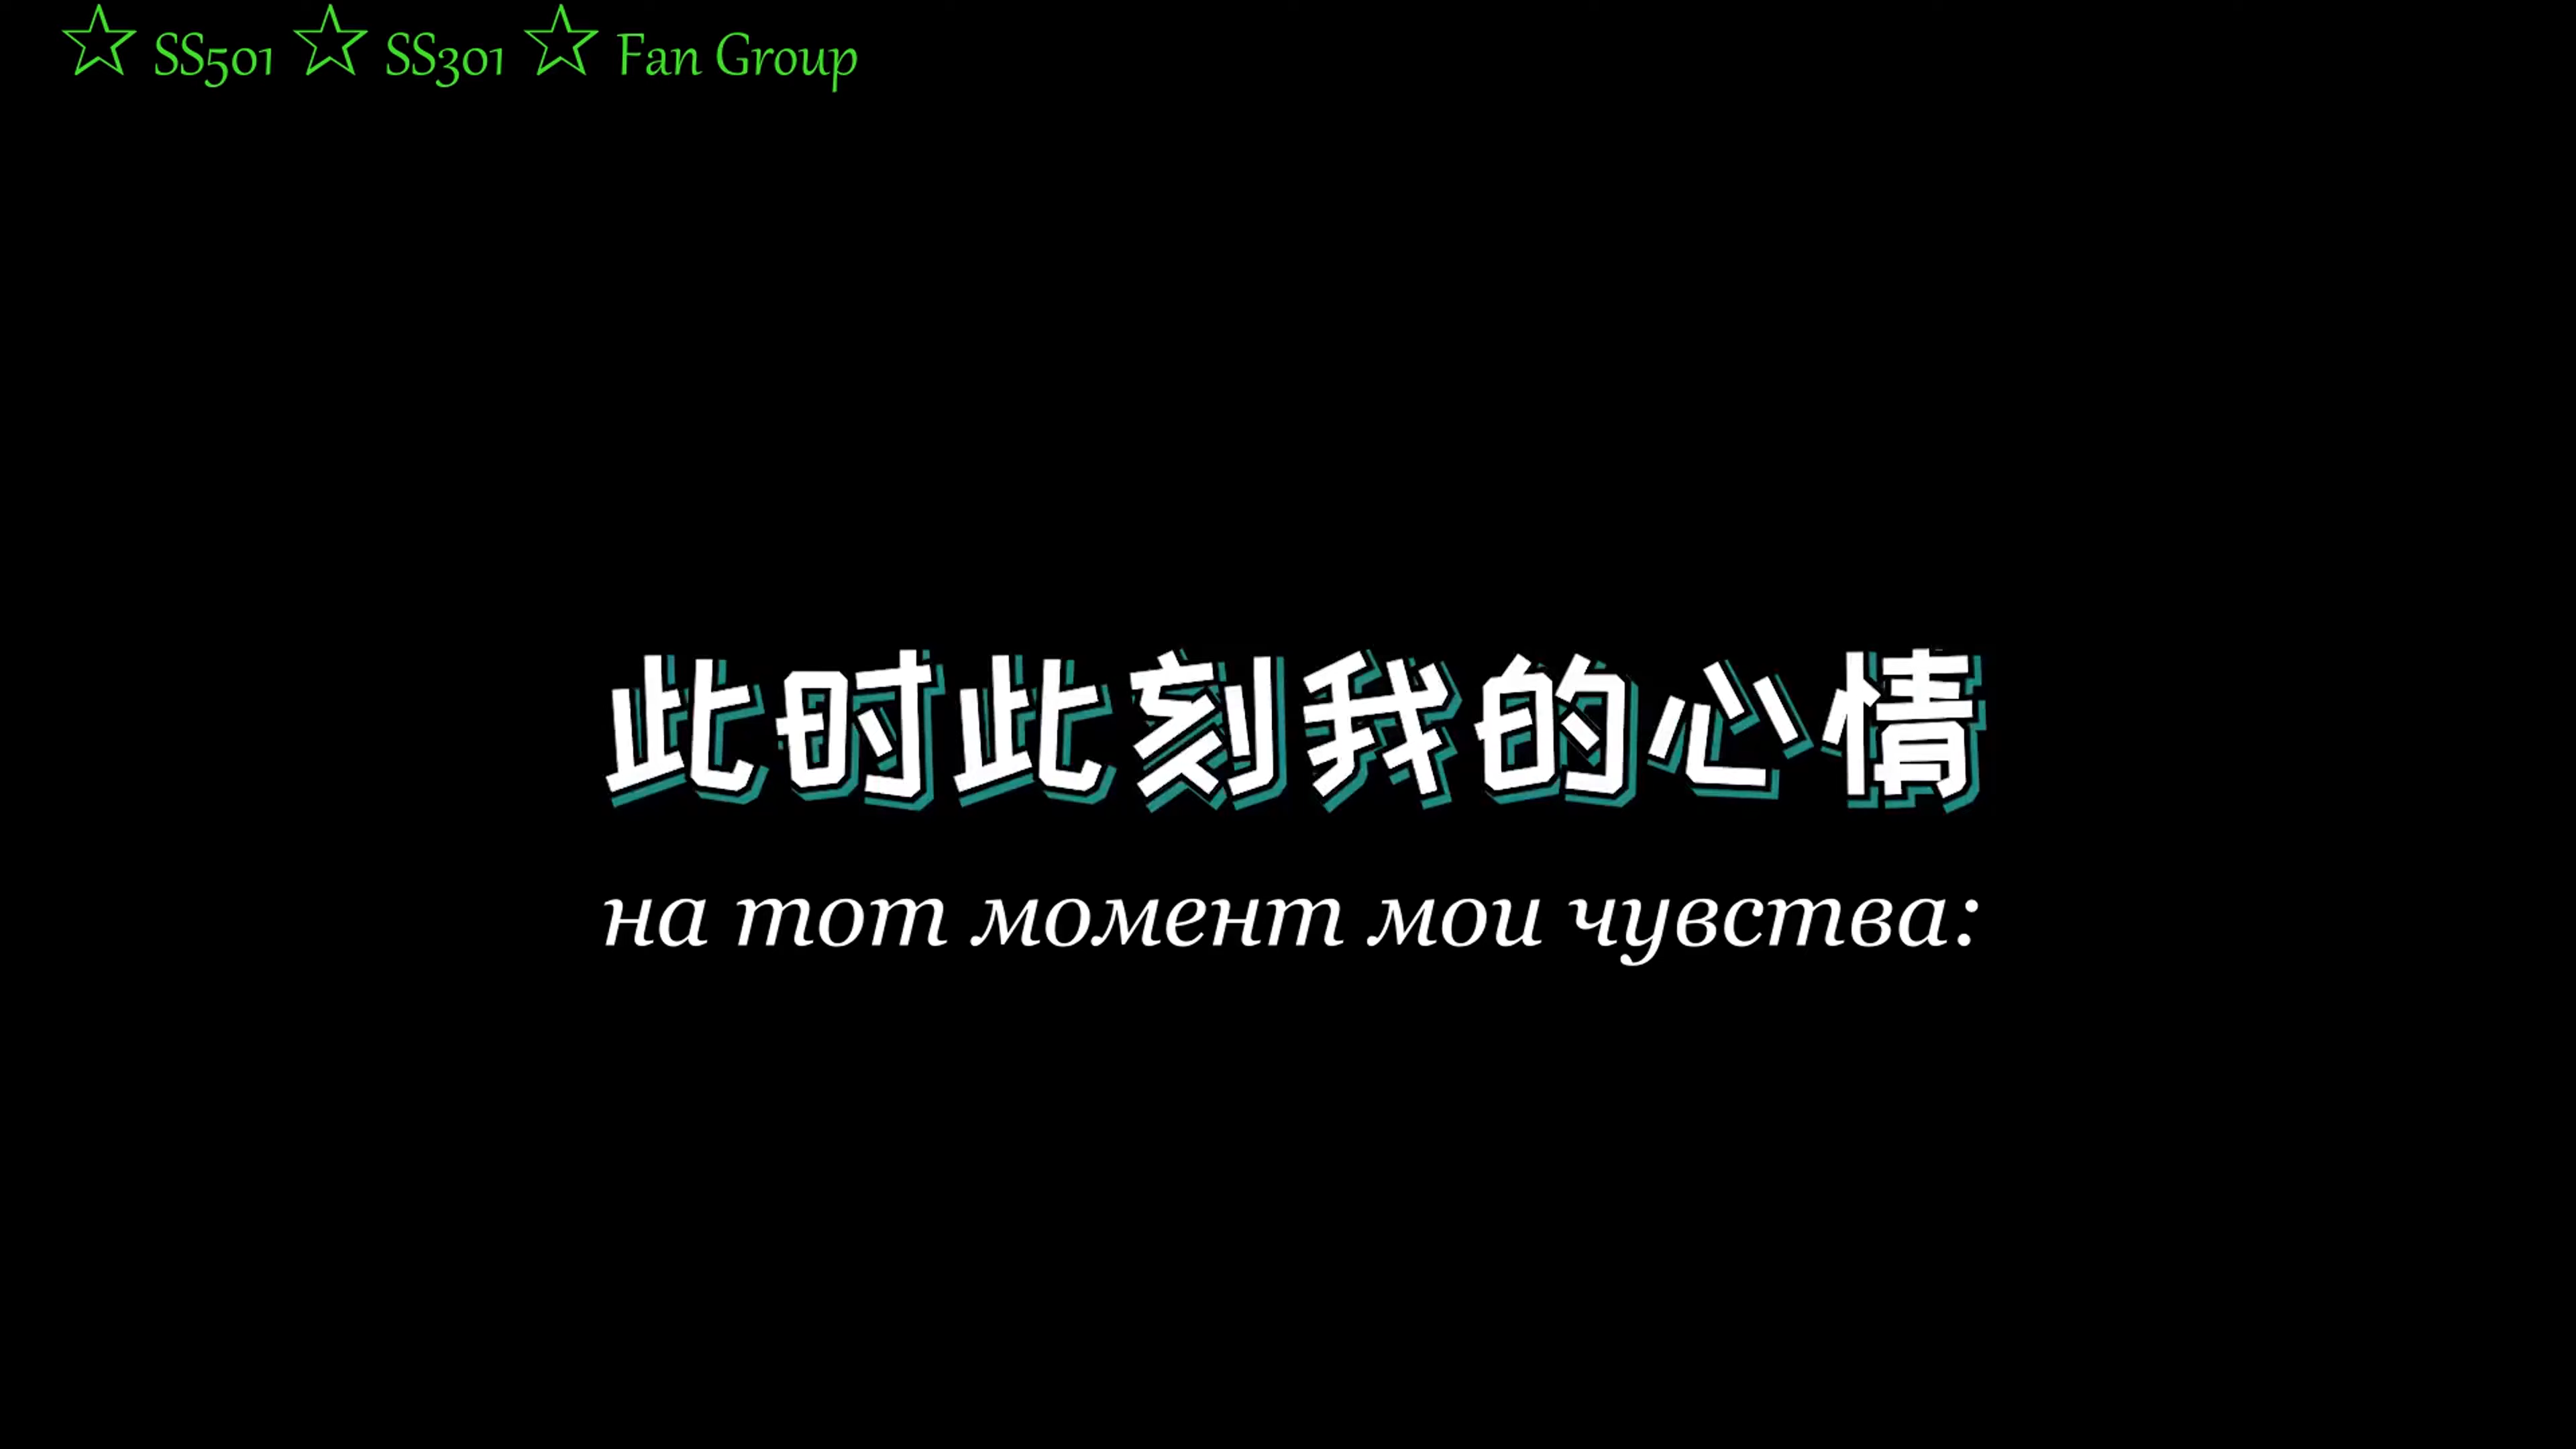 ☆ SS501 ☆ SS301 ☆ Fan Group
此时此刻我的心情
на тот момент мои чувства: